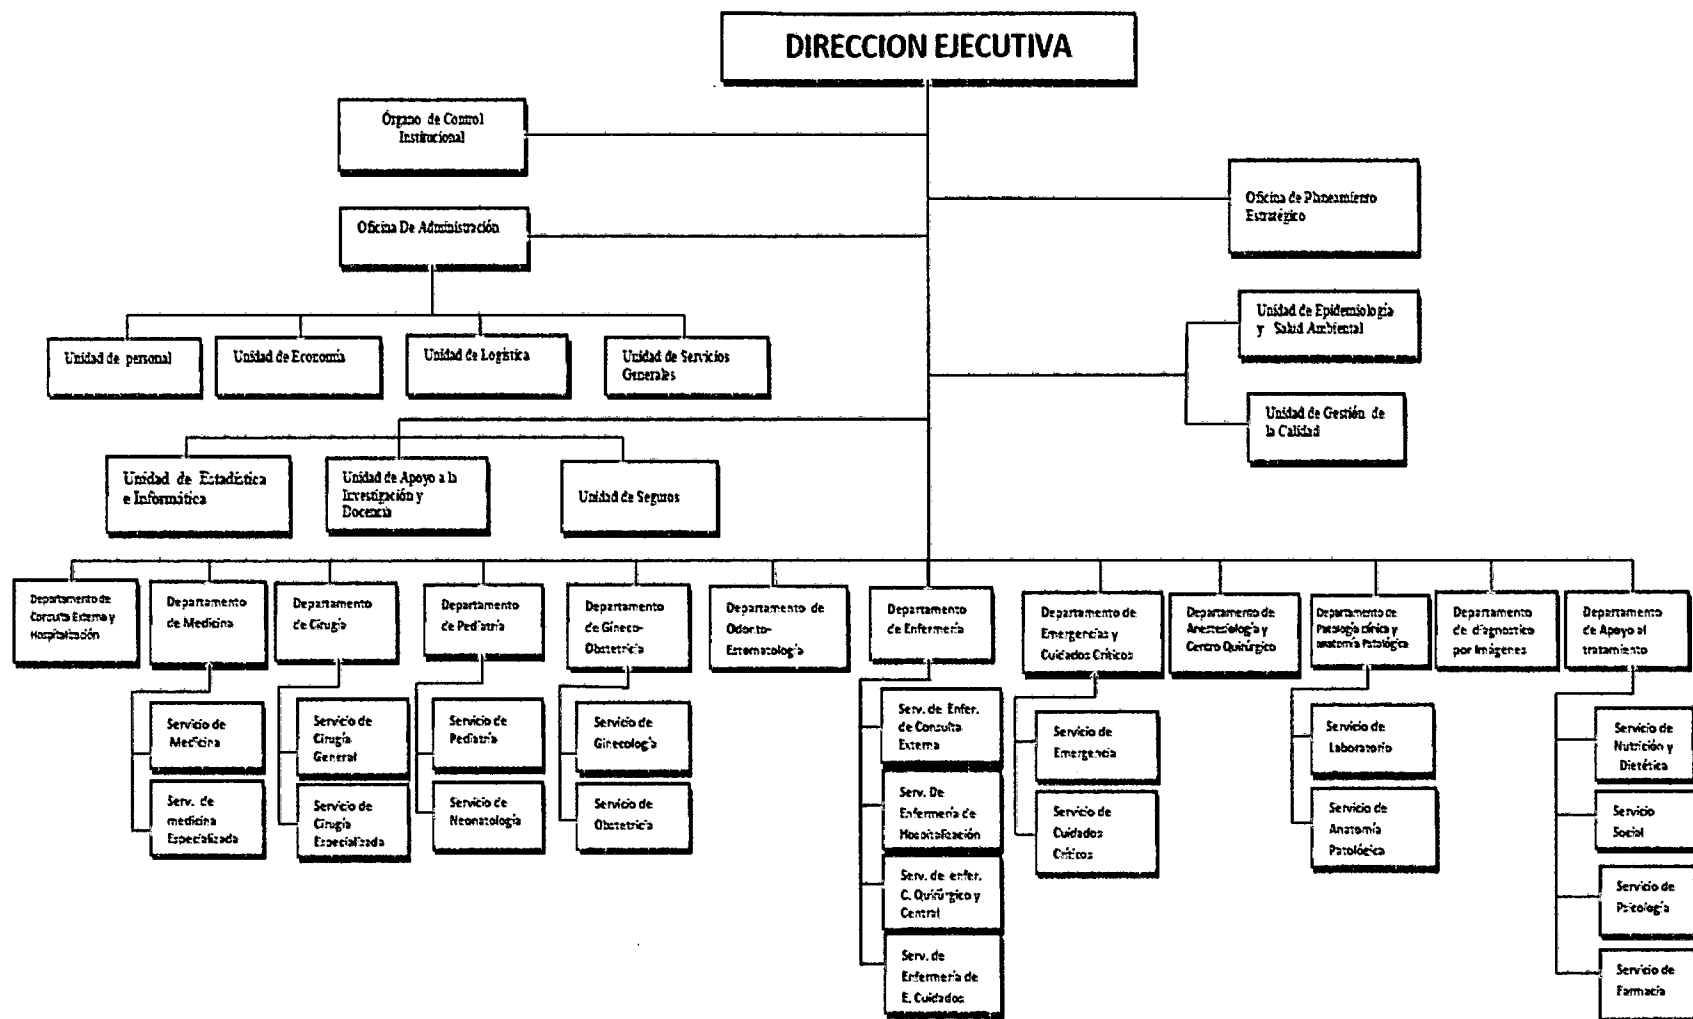 DIRECCION EJECUTIVA
Órgano de Control
Institucional
Oficina de Planeamiento
Estratégico
Oficina De Administración
Unidad de Epidemiología
y Salud Ambiental
Unidad de personal
Unidad de Economía
Unidad de Logística
Unidad de Servicios
Generales
Unidad de Gestión de
la Calidad
Unidad de Estadística
e Informática
Unidad de Apoyo a la
Investigación y
Docencia
Unidad de Seguros
Departamento de
Consulta Externa y
Hospitalización
Departamento
de Medicina
Departamento
de Cirugía
Departamento
de Pediatría
Departamento
de Gineco-
Obstetricia
Departamento de
Odonto-
Estomatología
Departamento
de Enfermería
Departamento de
Emergencias y
Cuidados Críticos
Departamento de
Anestesiología y
Centro Quirúrgico
Departamento de
Patología clínica y
anatomía Patológica
Departamento
de diagnostico
por Imágenes
Departamento
de Apoyo al
tratamiento
Servicio de
Medicina
Serv. de
medicina
Especializada
Servicio de
Cirugía
General
Servicio de
Cirugía
Especializada
Servicio de
Pediatría
Servicio de
Neonatología
Servicio de
Ginecología
Servicio de
Obstetricia
Serv. de Enfer.
de Consulta
Externa
Serv. De
Enfermería de
Hospitalización
Serv. de enfer.
C. Quirúrgico y
Central
Serv. de
Enfermería de
E. Cuidados
Servicio de
Emergencia
Servicio de
Cuidados
Críticos
Servicio de
Laboratorio
Servicio de
Anatomía
Patológica
Servicio de
Nutrición y
Dietética
Servicio
Social
Servicio de
Psicología
Servicio de
Farmacia